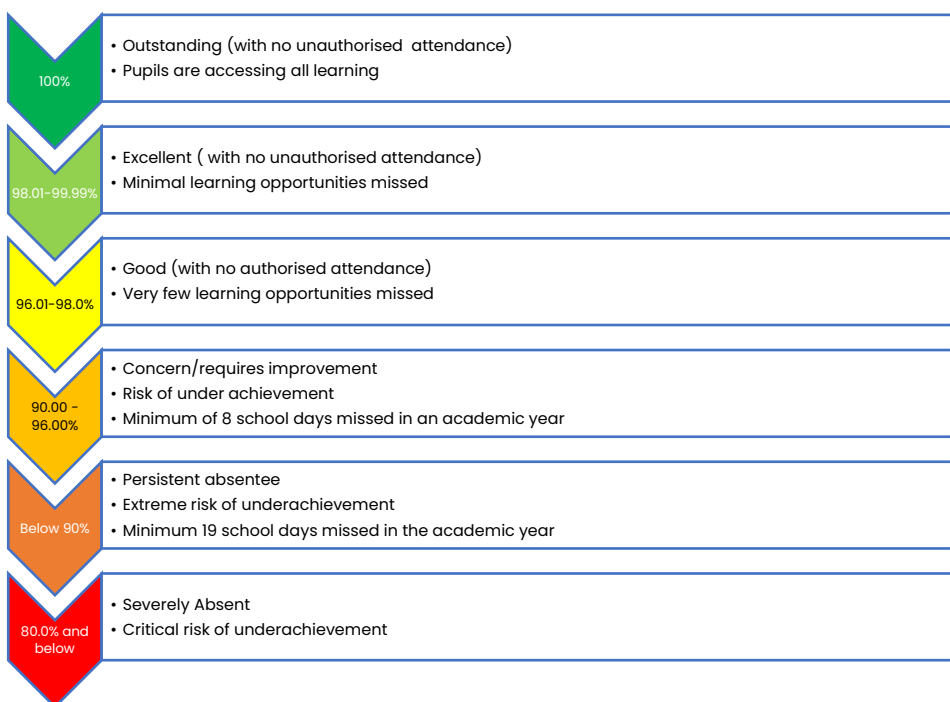 100%
• Outstanding (with no unauthorised  attendance)
• Pupils are accessing all learning
98.01-99.99%
• Excellent ( with no unauthorised attendance)
• Minimal learning opportunities missed
96.01-98.0%
• Good (with no authorised attendance)
• Very few learning opportunities missed
90.00 -
96.00%
• Concern/requires improvement
• Risk of under achievement
• Minimum of 8 school days missed in an academic year
Below 90%
• Persistent absentee
• Extreme risk of underachievement
• Minimum 19 school days missed in the academic year
80.0% and
below
• Severely Absent
• Critical risk of underachievement